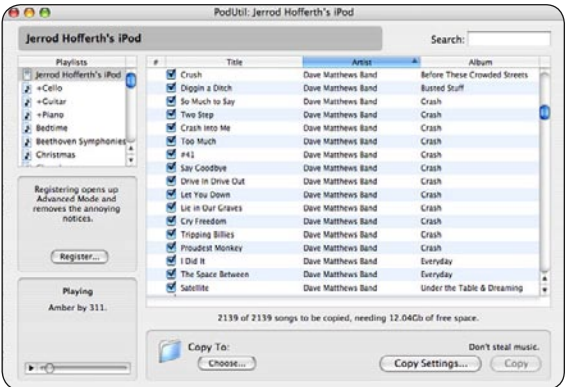 PodUtil: Jerrod Hofferth's iPod
Jerrod Hofferth's iPod
Search:
Playlists
Jerrod Hofferth's iPod
+Cello
+Guitar
+Piano
Bedtime
Beethoven Symphonies
Christmas
# Title Artist Album
Crush Dave Matthews Band Before These Crowded Streets
Diggin a Ditch Dave Matthews Band Busted Stuff
So Much to Say Dave Matthews Band Crash
Two Step Dave Matthews Band Crash
Crash Into Me Dave Matthews Band Crash
Too Much Dave Matthews Band Crash
#41 Dave Matthews Band Crash
Say Goodbye Dave Matthews Band Crash
Drive In Drive Out Dave Matthews Band Crash
Let You Down Dave Matthews Band Crash
Lie in Our Graves Dave Matthews Band Crash
Cry Freedom Dave Matthews Band Crash
Tripping Billies Dave Matthews Band Crash
Proudest Monkey Dave Matthews Band Crash
I Did It Dave Matthews Band Everyday
The Space Between Dave Matthews Band Everyday
Satellite Dave Matthews Band Under the Table & Dreaming
Registering opens up
Advanced Mode and
removes the annoying
notices.
Register...
Playing
Amber by 311.
2139 of 2139 songs to be copied, needing 12.04Gb of free space.
Copy To:
Choose...
Don't steal music.
Copy Settings...
Copy